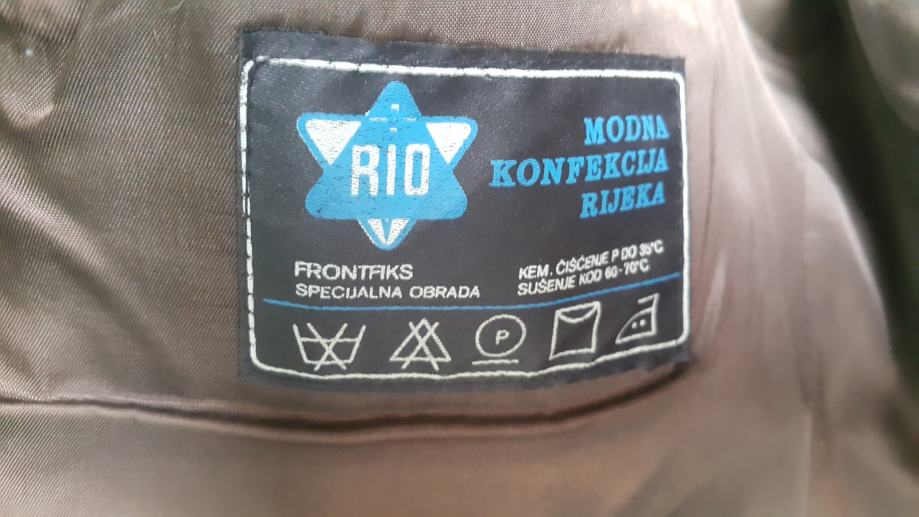 RIO
MODNA
KONFEKCIJA
RIJEKA
FRONTFIKS
SPECIJALNA OBRADA
KEM. ČIŠĆENJE P DO 35°C
SUŠENJE KOD 60-70°C
P